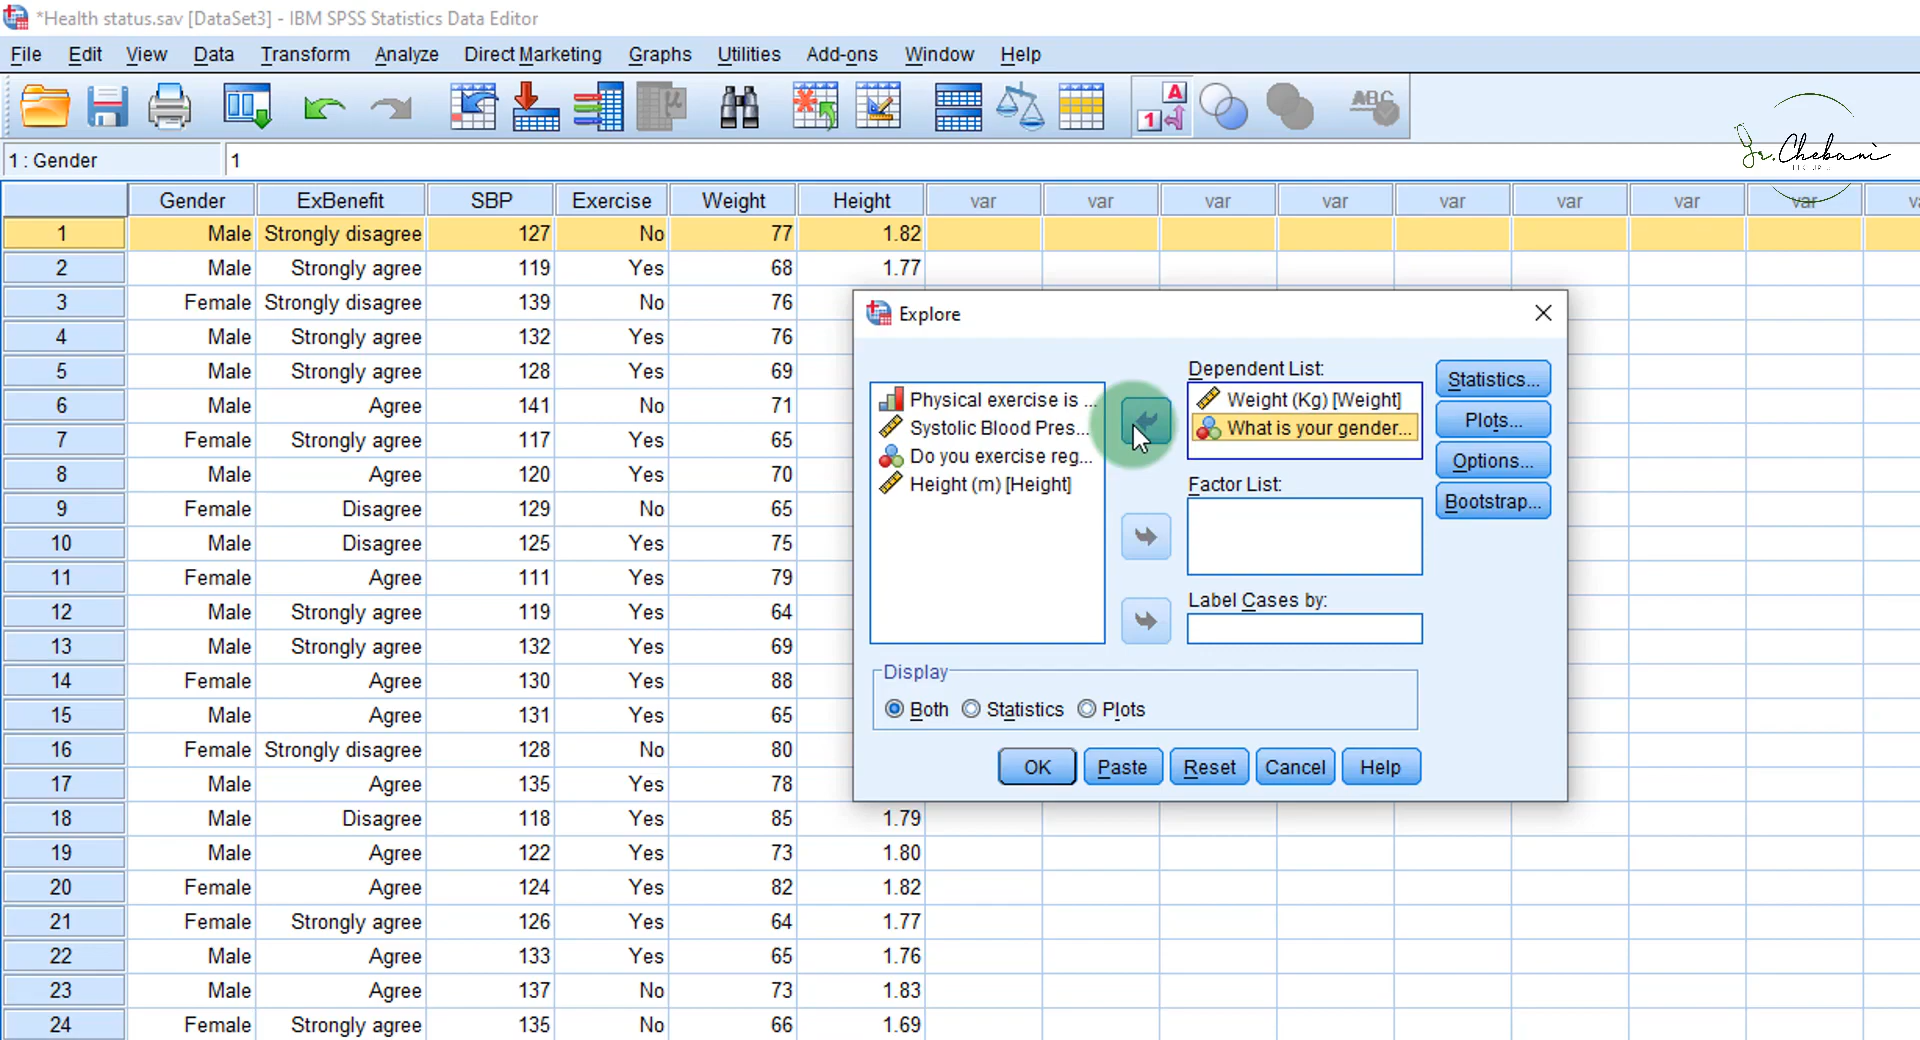 *Health status.sav [DataSet3] - IBM SPSS Statistics Data Editor
File Edit View Data Transform Analyze Direct Marketing Graphs Utilities Add-ons Window Help
A
1
ABC
Yr. Chebani
1 : Gender 1
Gender ExBenefit SBP Exercise Weight Height var var var var var var var var
1 Male Strongly disagree 127 No 77 1.82
2 Male Strongly agree 119 Yes 68 1.77
3 Female Strongly disagree 139 No 76
4 Male Strongly agree 132 Yes 76
5 Male Strongly agree 128 Yes 69
6 Male Agree 141 No 71
7 Female Strongly agree 117 Yes 65
8 Male Agree 120 Yes 70
9 Female Disagree 129 No 65
10 Male Disagree 125 Yes 75
11 Female Agree 111 Yes 79
12 Male Strongly agree 119 Yes 64
13 Male Strongly agree 132 Yes 69
14 Female Agree 130 Yes 88
15 Male Agree 131 Yes 65
16 Female Strongly disagree 128 No 80
17 Male Agree 135 Yes 78
18 Male Disagree 118 Yes 85 1.79
19 Male Agree 122 Yes 73 1.80
20 Female Agree 124 Yes 82 1.82
21 Female Strongly agree 126 Yes 64 1.77
22 Male Agree 133 Yes 65 1.76
23 Male Agree 137 No 73 1.83
24 Female Strongly agree 135 No 66 1.69
Explore
Physical exercise is ...
Systolic Blood Pres...
Do you exercise reg...
Height (m) [Height]
Dependent List:
Weight (Kg) [Weight]
What is your gender...
Factor List:
Label Cases by:
Statistics...
Plots...
Options...
Bootstrap...
Display
Both Statistics Plots
OK Paste Reset Cancel Help